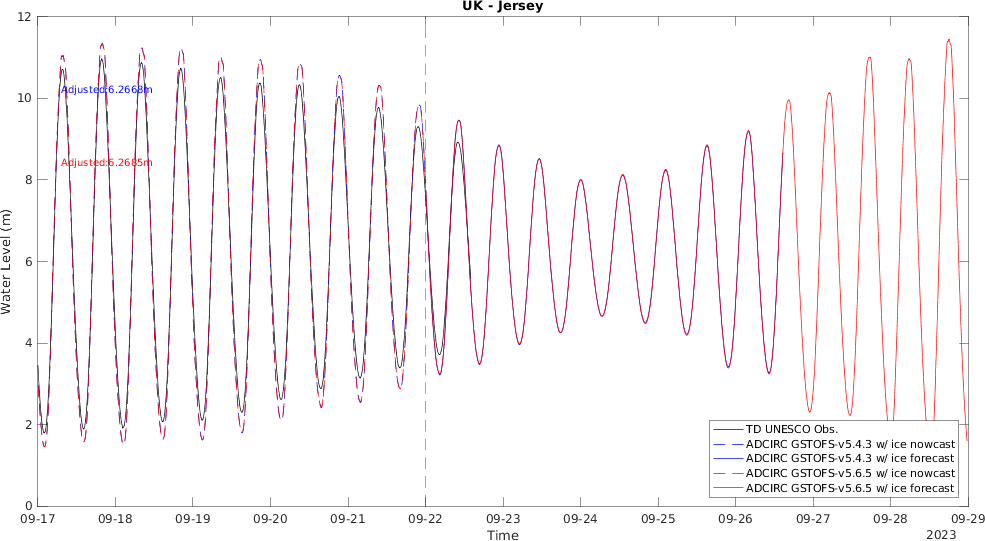 UK - Jersey
12
10
8
6
4
2
0
Water Level (m)
Adjusted:6.2668m
Adjusted:6.2685m
TD UNESCO Obs.
ADCIRC GSTOFS-v5.4.3 w/ ice nowcast
ADCIRC GSTOFS-v5.4.3 w/ ice forecast
ADCIRC GSTOFS-v5.6.5 w/ ice nowcast
ADCIRC GSTOFS-v5.6.5 w/ ice forecast
09-17 09-18 09-19 09-20 09-21 09-22 09-23 09-24 09-25 09-26 09-27 09-28 09-29
Time
2023